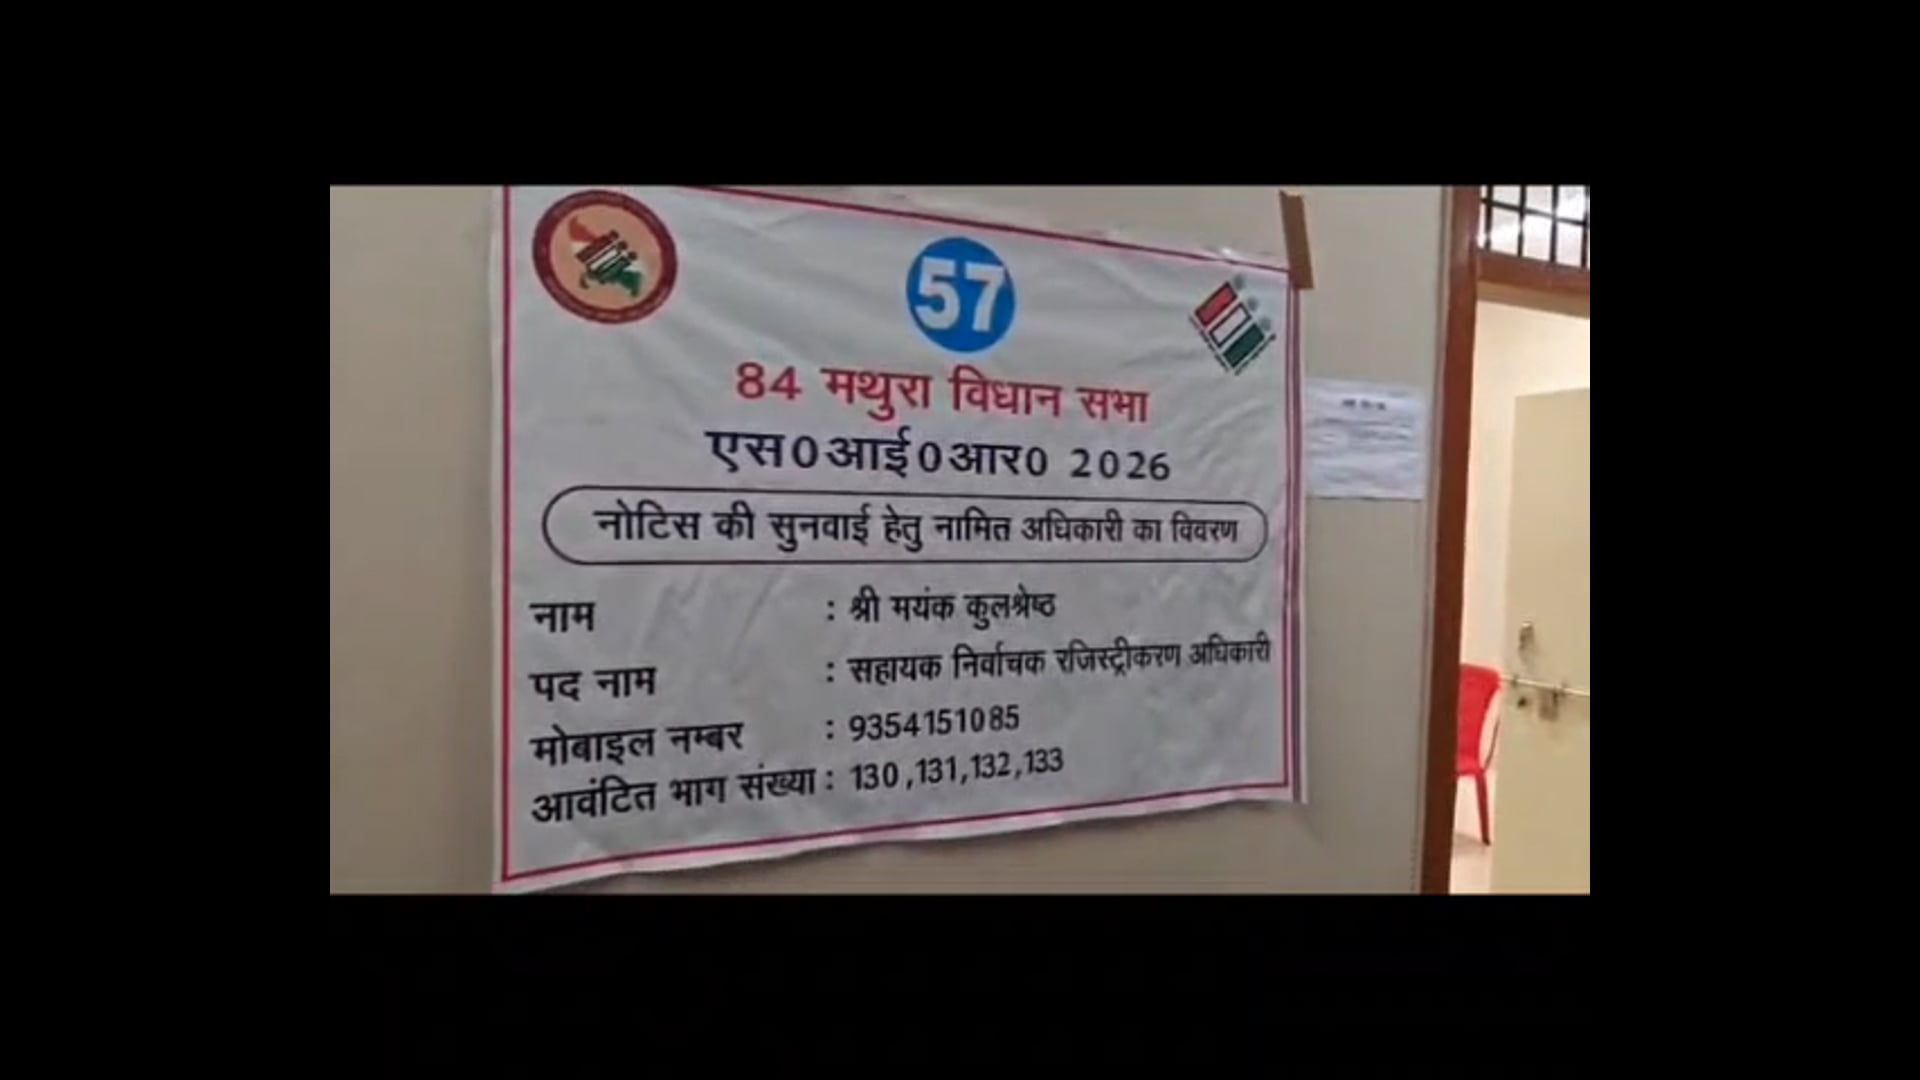 57
84 मथुरा विधान सभा
एस0आई0आर0 2026
नोटिस की सुनवाई हेतु नामित अधिकारी का विवरण
नाम : श्री मयंक कुलश्रेष्ठ
पद नाम : सहायक निर्वाचक रजिस्ट्रीकरण अधिकारी
मोबाइल नम्बर : 9354151085
आवंटित भाग संख्या : 130,131,132,133